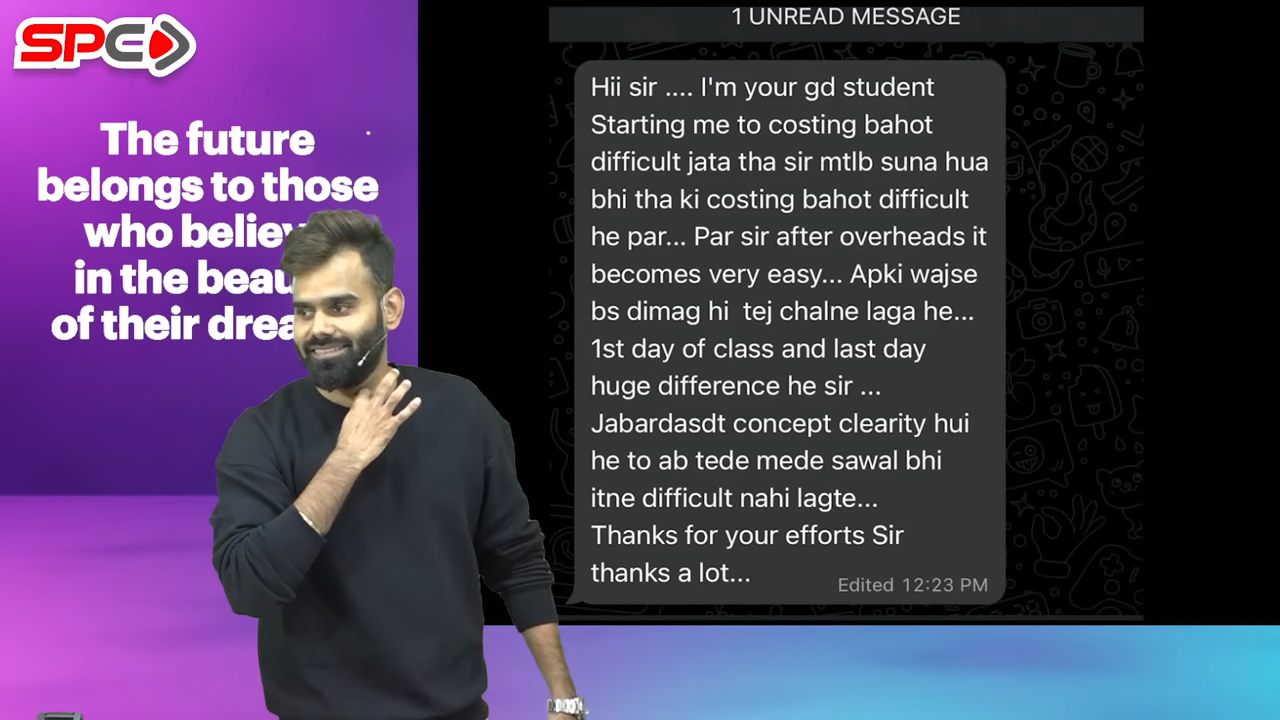 SPED
The future
belongs to those
who believ
in the beau
of their drea
1 UNREAD MESSAGE
Hii sir .... I'm your gd student
Starting me to costing bahot
difficult jata tha sir mtlb suna hua
bhi tha ki costing bahot difficult
he par... Par sir after overheads it
becomes very easy... Apki wajse
bs dimag hi tej chalne laga he...
1st day of class and last day
huge difference he sir ...
Jabardasdt concept clearity hui
he to ab tede mede sawal bhi
itne difficult nahi lagte...
Thanks for your efforts Sir
thanks a lot...
Edited 12:23 PM